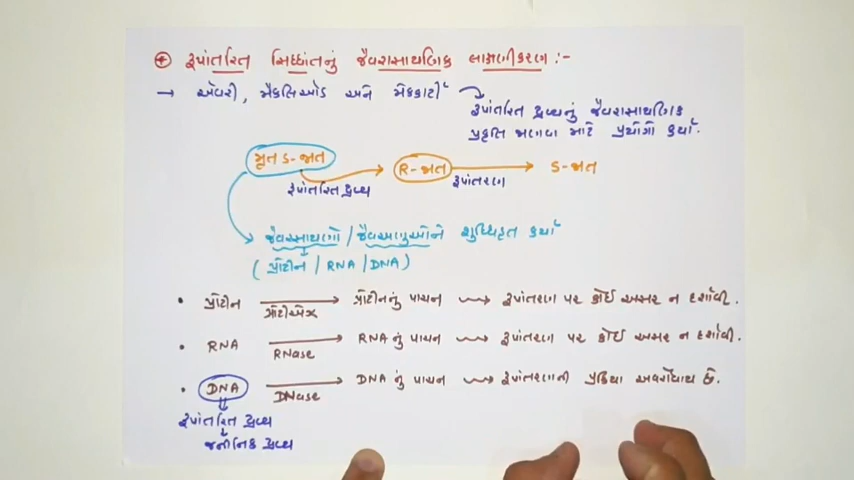 ⊛ રૂપાંતરિત સિધ્ધાંતનું જૈવરાસાયણિક લાક્ષણીકરણ :-
→ એવરી, મૈકલિઓડ અને મેકકાર્ટી
રૂપાંતરિત દ્રવ્યનું જૈવરાસાયણિક
પ્રકૃતિ જાણવા માટે પ્રયોગો કર્યા.
મૃત S-જાત
રૂપાંતરિત દ્રવ્ય
R-જાત
રૂપાંતરણ
S-જાત
જૈવરસાયણો / જૈવઅણુઓને શુધ્ધિકૃત કર્યા
(પ્રોટીન / RNA / DNA)
• પ્રોટીન → પ્રોટીએઝ પ્રોટીનનું પાચન ⇝ રૂપાંતરણ પર કોઈ અસર ન દર્શાવી.
• RNA → RNase RNA નું પાચન ⇝ રૂપાંતરણ પર કોઈ અસર ન દર્શાવી.
• DNA → DNase DNA નું પાચન ⇝ રૂપાંતરણની પ્રક્રિયા અવરોધાય છે.
રૂપાંતરિત દ્રવ્ય
જનીનિક દ્રવ્ય